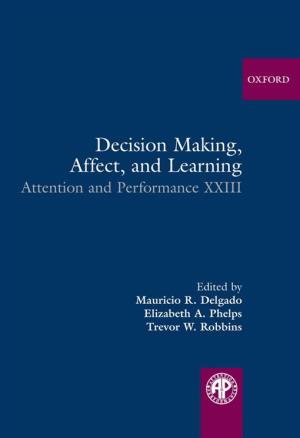 OXFORD
Decision Making,
Affect, and Learning
Attention and Performance XXIII
Edited by
Mauricio R. Delgado
Elizabeth A. Phelps
Trevor W. Robbins
AP